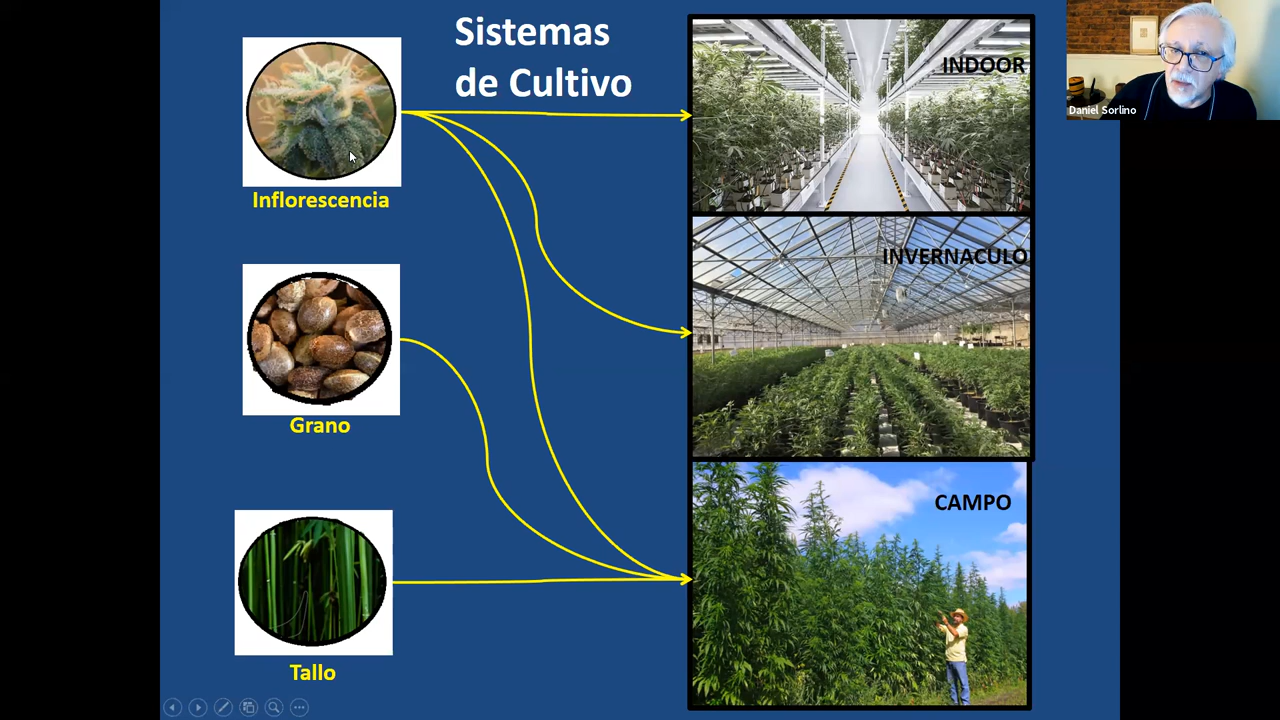 Sistemas
de Cultivo
INDOOR
Daniel Sorlino
Inflorescencia
INVERNACULO
Grano
CAMPO
Tallo